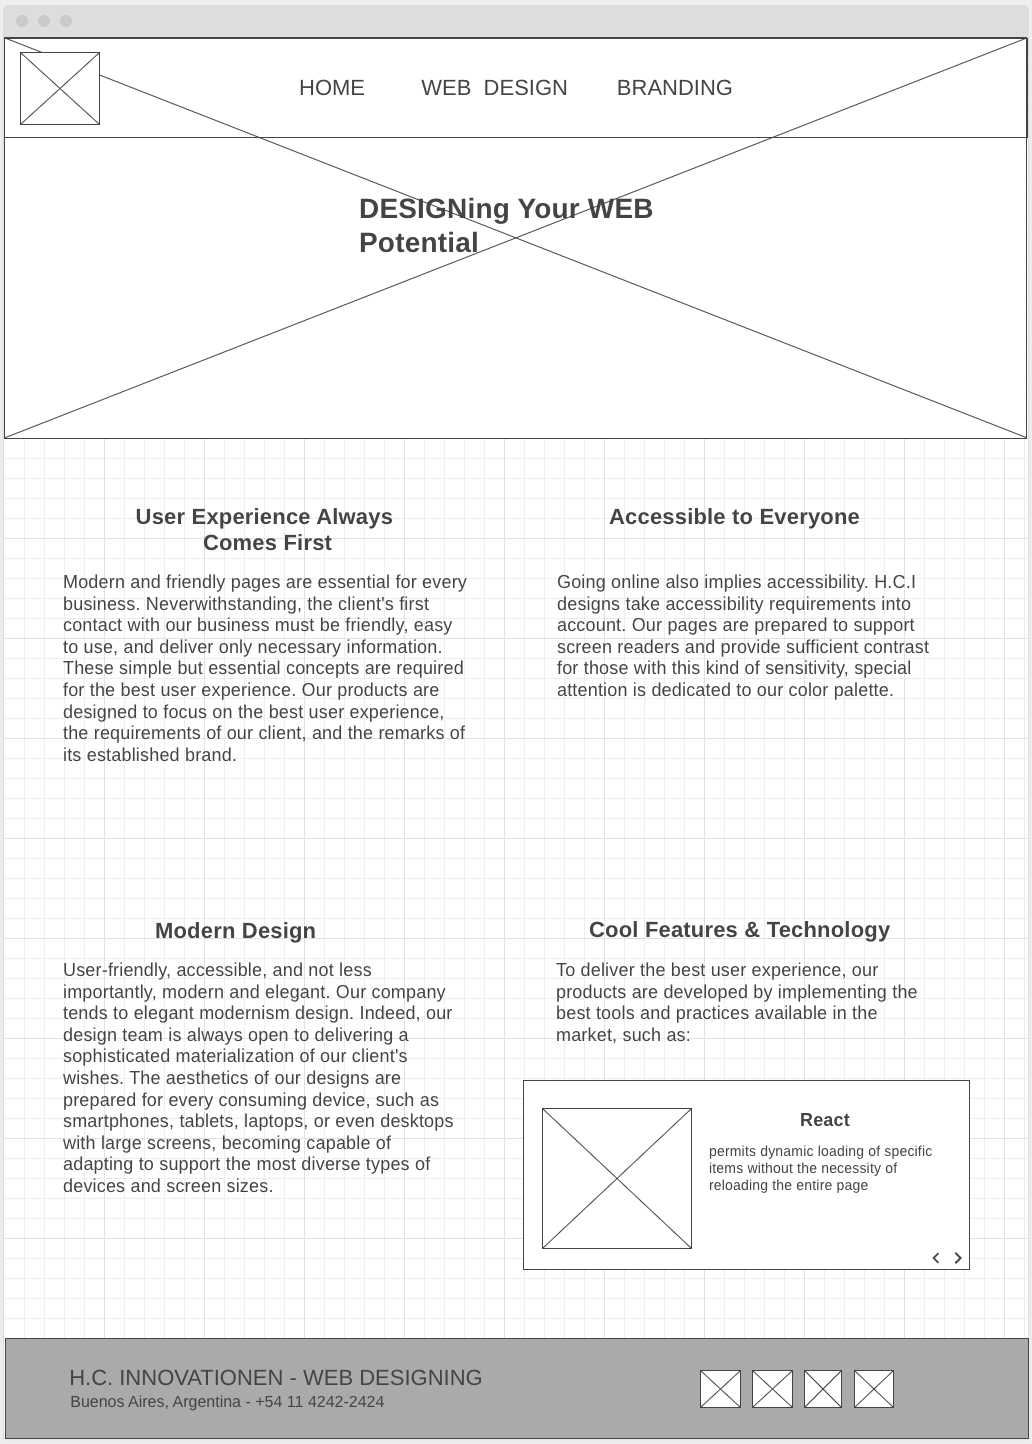 HOME WEB DESIGN BRANDING
DESIGNing Your WEB
Potential
User Experience Always
Comes First
Modern and friendly pages are essential for every
business. Neverwithstanding, the client's first
contact with our business must be friendly, easy
to use, and deliver only necessary information.
These simple but essential concepts are required
for the best user experience. Our products are
designed to focus on the best user experience,
the requirements of our client, and the remarks of
its established brand.
Accessible to Everyone
Going online also implies accessibility. H.C.I
designs take accessibility requirements into
account. Our pages are prepared to support
screen readers and provide sufficient contrast
for those with this kind of sensitivity, special
attention is dedicated to our color palette.
Modern Design
User-friendly, accessible, and not less
importantly, modern and elegant. Our company
tends to elegant modernism design. Indeed, our
design team is always open to delivering a
sophisticated materialization of our client's
wishes. The aesthetics of our designs are
prepared for every consuming device, such as
smartphones, tablets, laptops, or even desktops
with large screens, becoming capable of
adapting to support the most diverse types of
devices and screen sizes.
Cool Features & Technology
To deliver the best user experience, our
products are developed by implementing the
best tools and practices available in the
market, such as:
React
permits dynamic loading of specific
items without the necessity of
reloading the entire page
H.C. INNOVATIONEN - WEB DESIGNING
Buenos Aires, Argentina - +54 11 4242-2424